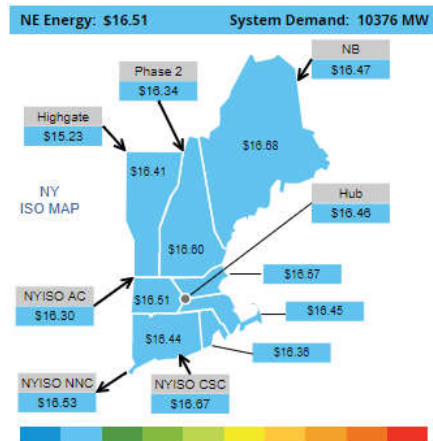 NE Energy: $16.51 System Demand: 10376 MW
NB
$16.47
Phase 2
$16.34
Highgate
$15.23
$16.68
$16.41
NY
ISO MAP
Hub
$16.46
$16.60
$16.57
NYISO AC
$16.30
$16.51
$16.45
$16.44
$16.36
NYISO NNC
$16.53
NYISO CSC
$16.67